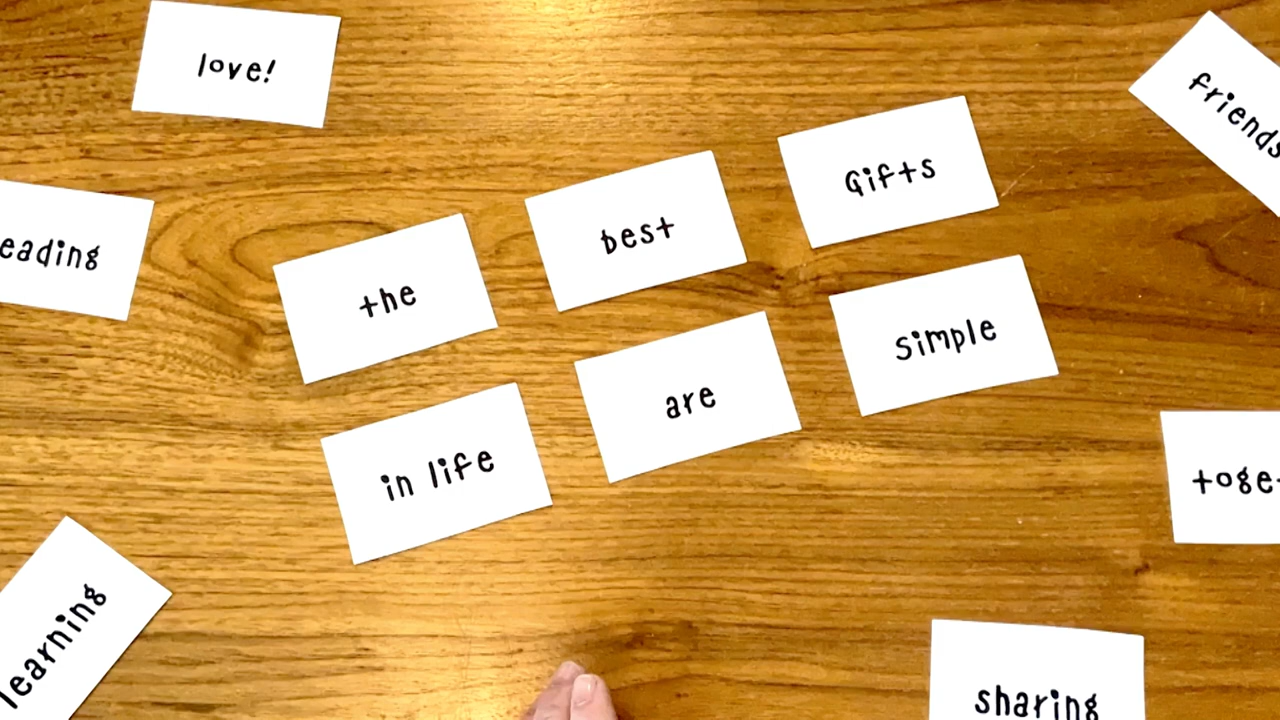 love!
friends
eading
the best Gifts
in life are simple
toge
learning
sharing